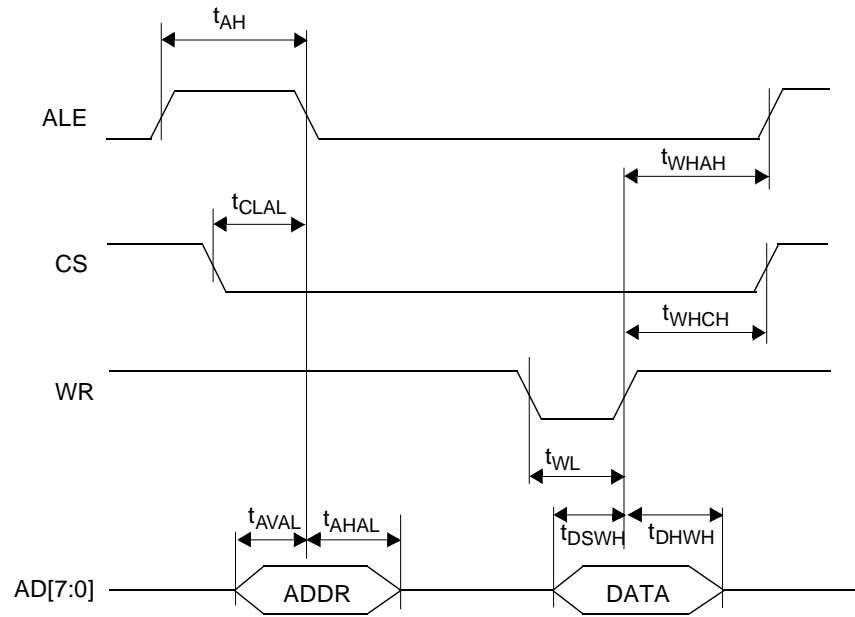 tAH
ALE
tWHAH
tCLAL
CS
tWHCH
WR
tWL
tAVAL
tAHAL
tDSWH
tDHWH
AD[7:0]
ADDR
DATA